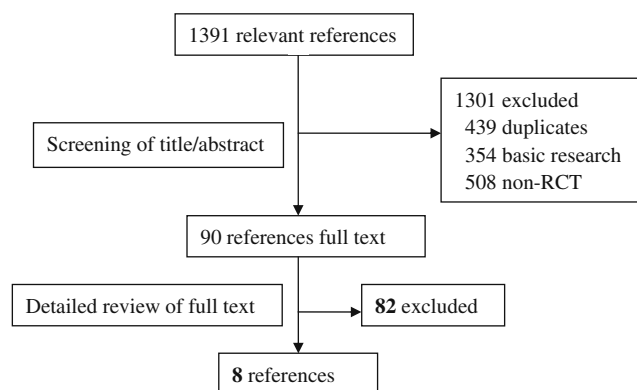 1391 relevant references
1301 excluded
439 duplicates
354 basic research
508 non-RCT
Screening of title/abstract
90 references full text
Detailed review of full text
82 excluded
8 references